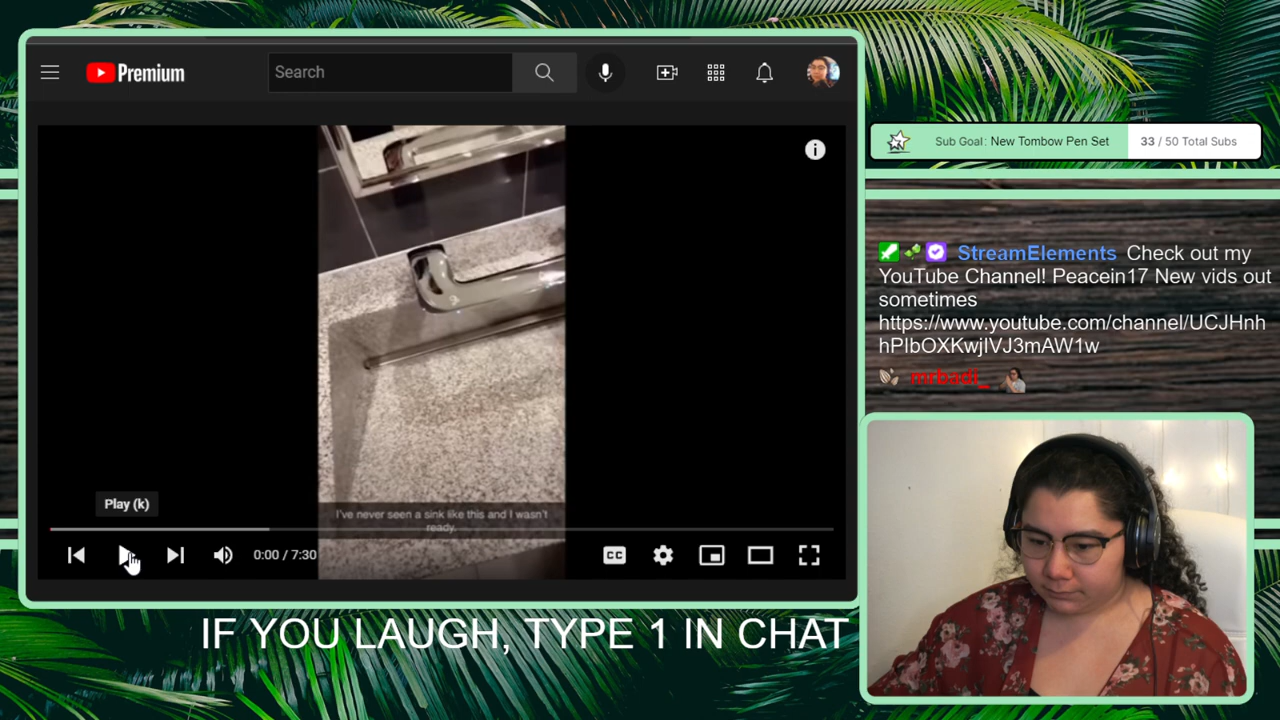 Premium
Search
Sub Goal: New Tombow Pen Set
33 / 50 Total Subs
StreamElements Check out my
YouTube Channel! Peacein17 New vids out
sometimes
https://www.youtube.com/channel/UCJHnh
hPIbOXKwjIVJ3mAW1w
mrbadi_
Play (k)
I've never seen a sink like this and I wasn't
ready.
0:00 / 7:30
CC
IF YOU LAUGH, TYPE 1 IN CHAT